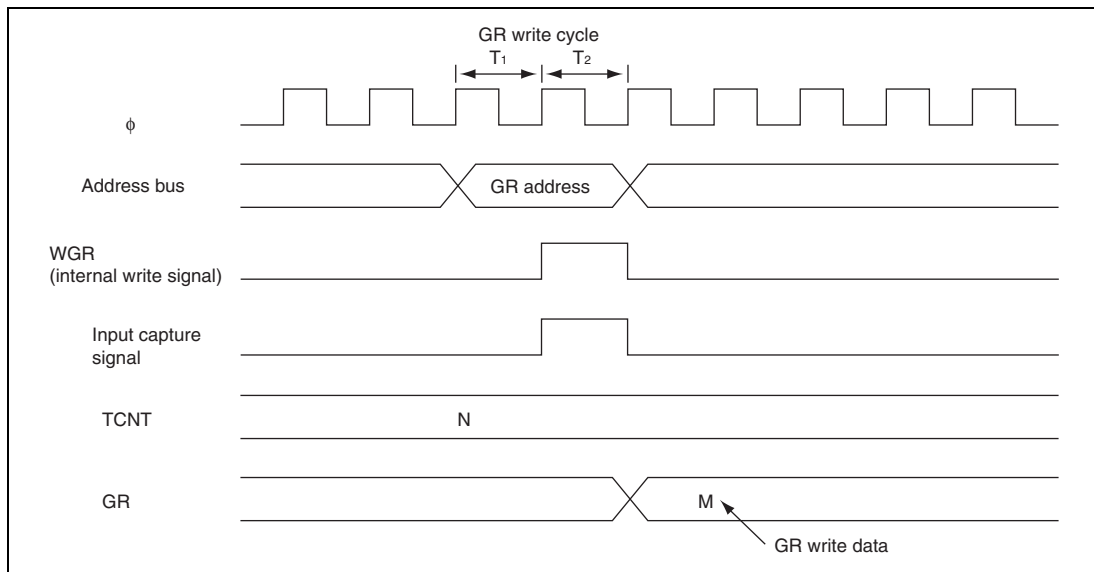 GR write cycle
T1 T2
ϕ
Address bus
GR address
WGR
(internal write signal)
Input capture
signal
TCNT
N
GR
M
GR write data